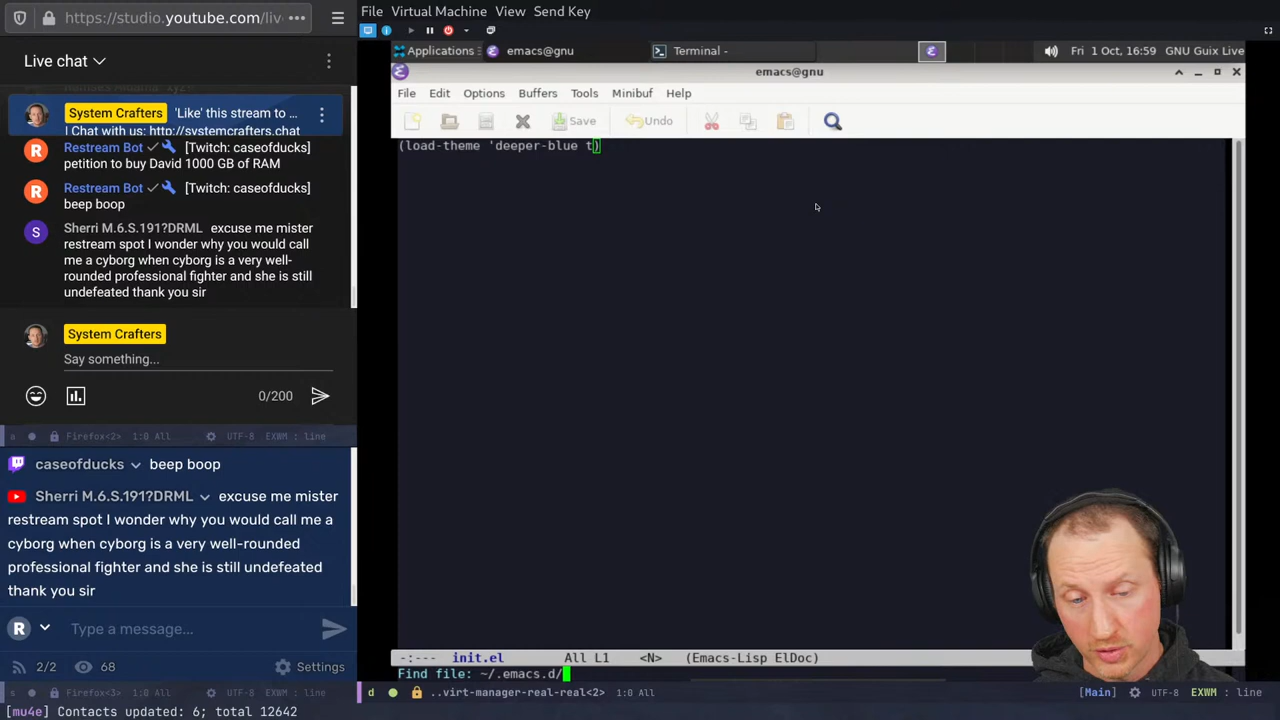 https://studio.youtube.com/liv
Live chat
System Crafters 'Like' this stream to ...
| Chat with us: http://systemcrafters.chat
Restream Bot [Twitch: caseofducks]
petition to buy David 1000 GB of RAM
Restream Bot [Twitch: caseofducks]
beep boop
Sherri M.6.S.191?DRML excuse me mister
restream spot I wonder why you would call
me a cyborg when cyborg is a very well-
rounded professional fighter and she is still
undefeated thank you sir
System Crafters
Say something...
0/200
s Firefox<2> 1:0 All UTF-8 EXWM : line
caseofducks beep boop
Sherri M.6.S.191?DRML excuse me mister
restream spot I wonder why you would call me a
cyborg when cyborg is a very well-rounded
professional fighter and she is still undefeated
thank you sir
R Type a message...
2/2 68 Settings
s Firefox<3> 1:0 All UTF-8 EXWM : line
[mu4e] Contacts updated: 6; total 12642
File Virtual Machine View Send Key
Applications emacs@gnu Terminal - Fri 1 Oct, 16:59 GNU Guix Live
emacs@gnu
File Edit Options Buffers Tools Minibuf Help
Save Undo
(load-theme 'deeper-blue t)
-:--- init.el All L1 <N> (Emacs-Lisp ElDoc)
Find file: ~/.emacs.d/
d ..virt-manager-real-real<2> 1:0 All [Main] UTF-8 EXWM : line